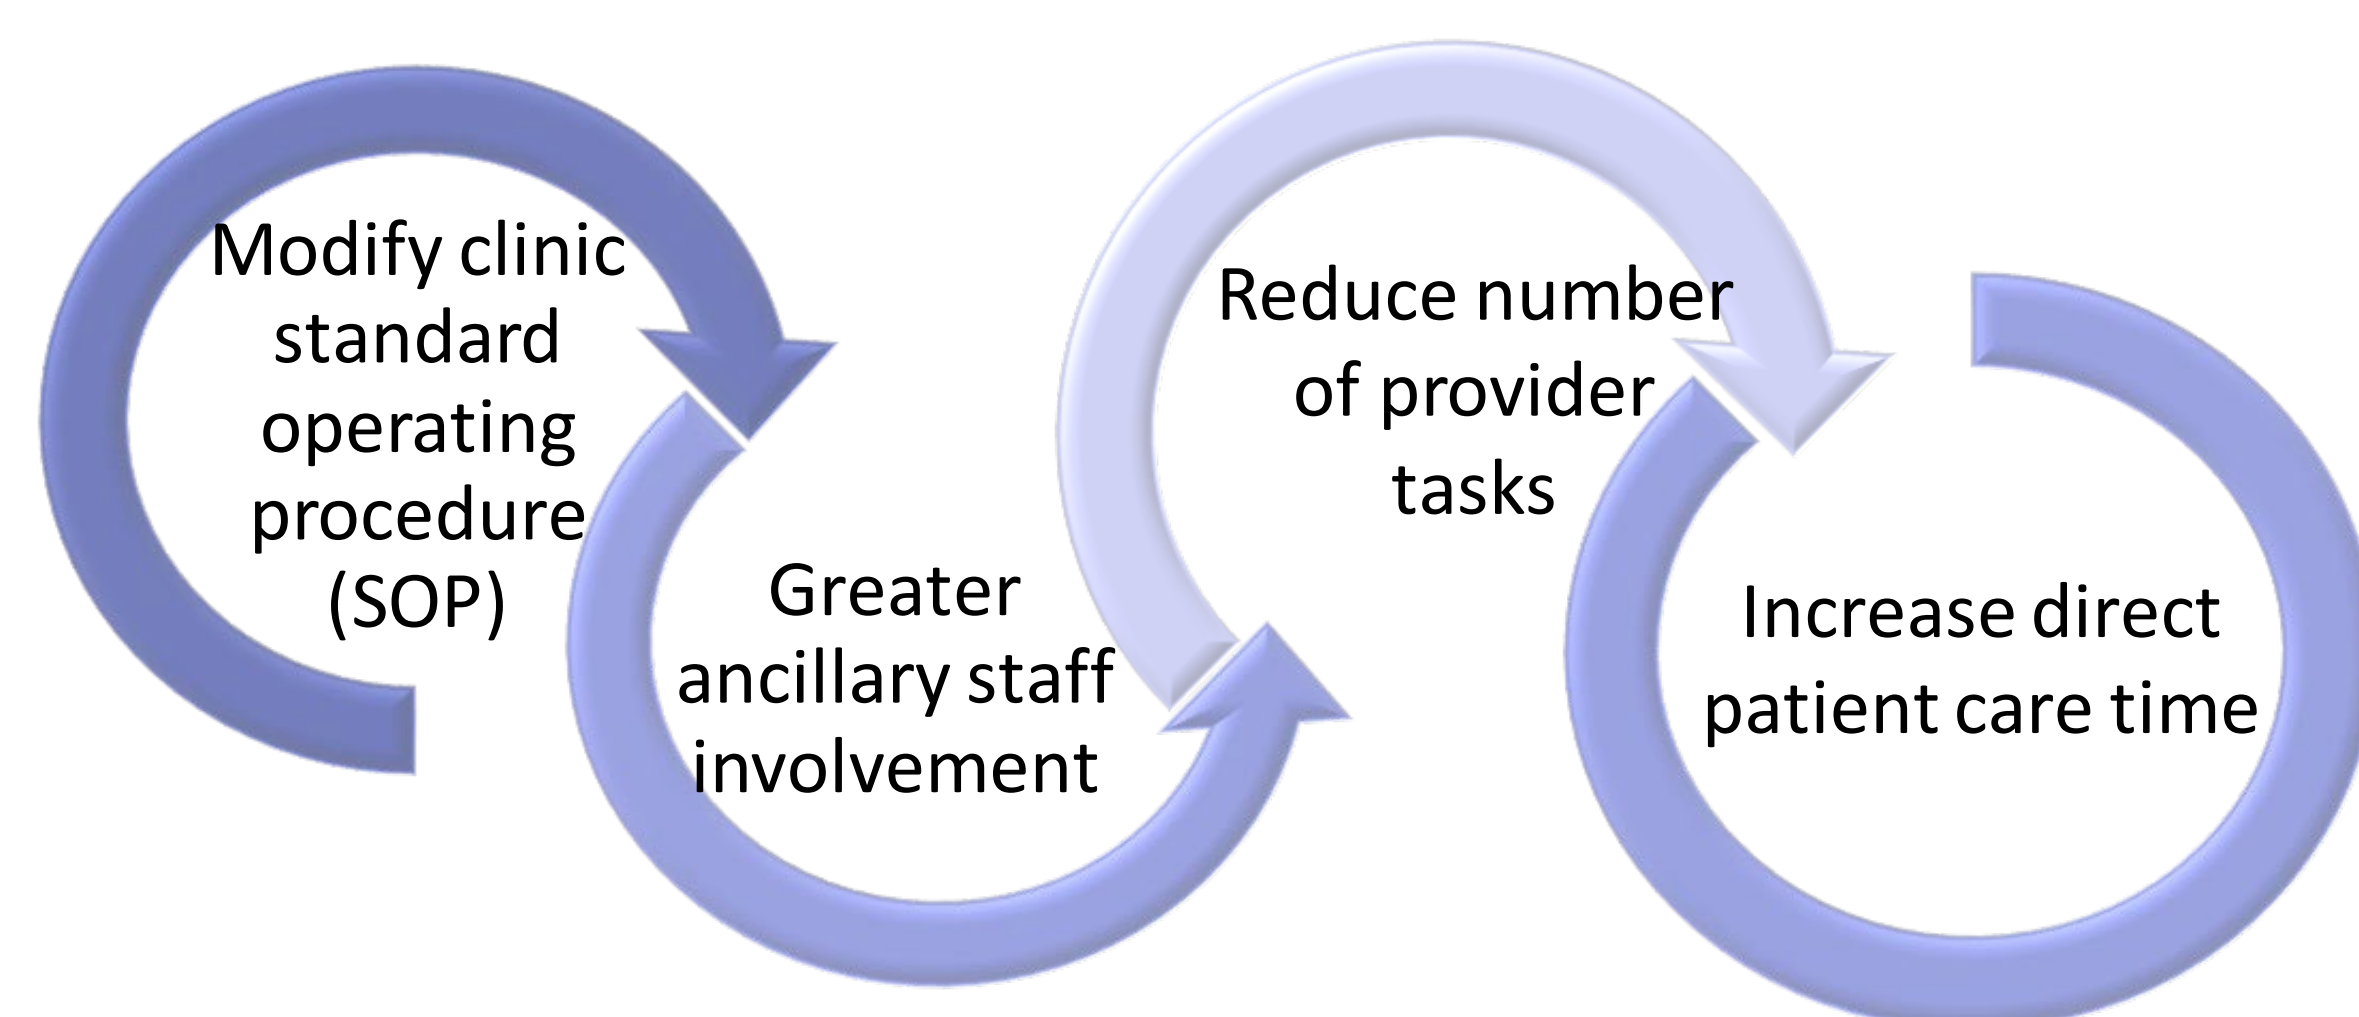 Modify clinic
standard
operating
procedure
(SOP)
Greater
ancillary staff
involvement
Reduce number
of provider
tasks
Increase direct
patient care time